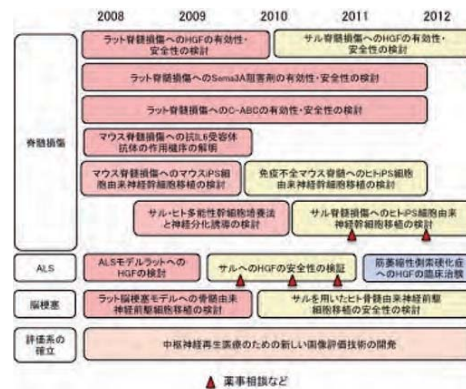 2008 2009 2010 2011 2012
脊髄損傷
ラット脊髄損傷へのHGFの有効性・
安全性の検討
サル脊髄損傷へのHGFの有効性・
安全性の検討
ラット脊髄損傷へのSema3A阻害剤の有効性・安全性の検討
ラット脊髄損傷へのC-ABCの有効性・安全性の検討
マウス脊髄損傷への抗IL6受容体
抗体の作用機序の解明
マウス脊髄損傷へのマウスiPS細
胞由来神経幹細胞移植の検討
免疫不全マウス脊髄へのヒトiPS細胞
由来神経幹細胞移植の検討
サル・ヒト多能性幹細胞培養法
と神経分化誘導の検討
サル脊髄損傷へのヒトiPS細胞由来
神経幹細胞移植の検討
ALS
ALSモデルラットへの
HGFの検討
サルへのHGFの安全性の検証
筋萎縮性側索硬化症
へのHGFの臨床治験
脳梗塞
ラット脳梗塞モデルへの骨髄由来
神経前駆細胞移植の検討
サルを用いたヒト骨髄由来神経前駆
細胞移植の安全性の検討
評価系の
確立
中枢神経再生医療のための新しい画像評価技術の開発
▲ 薬事相談など